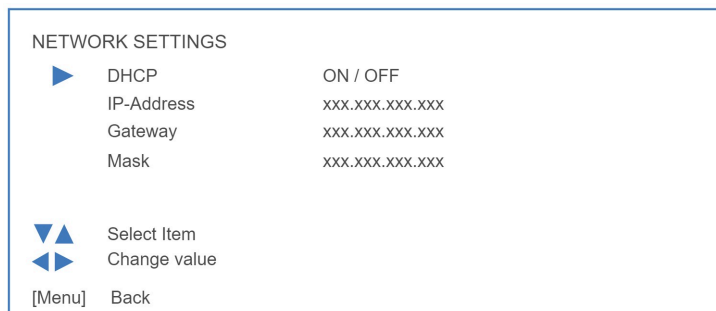 NETWORK SETTINGS
DHCP ON / OFF
IP-Address xxx.xxx.xxx.xxx
Gateway xxx.xxx.xxx.xxx
Mask xxx.xxx.xxx.xxx
Select Item
Change value
[Menu] Back